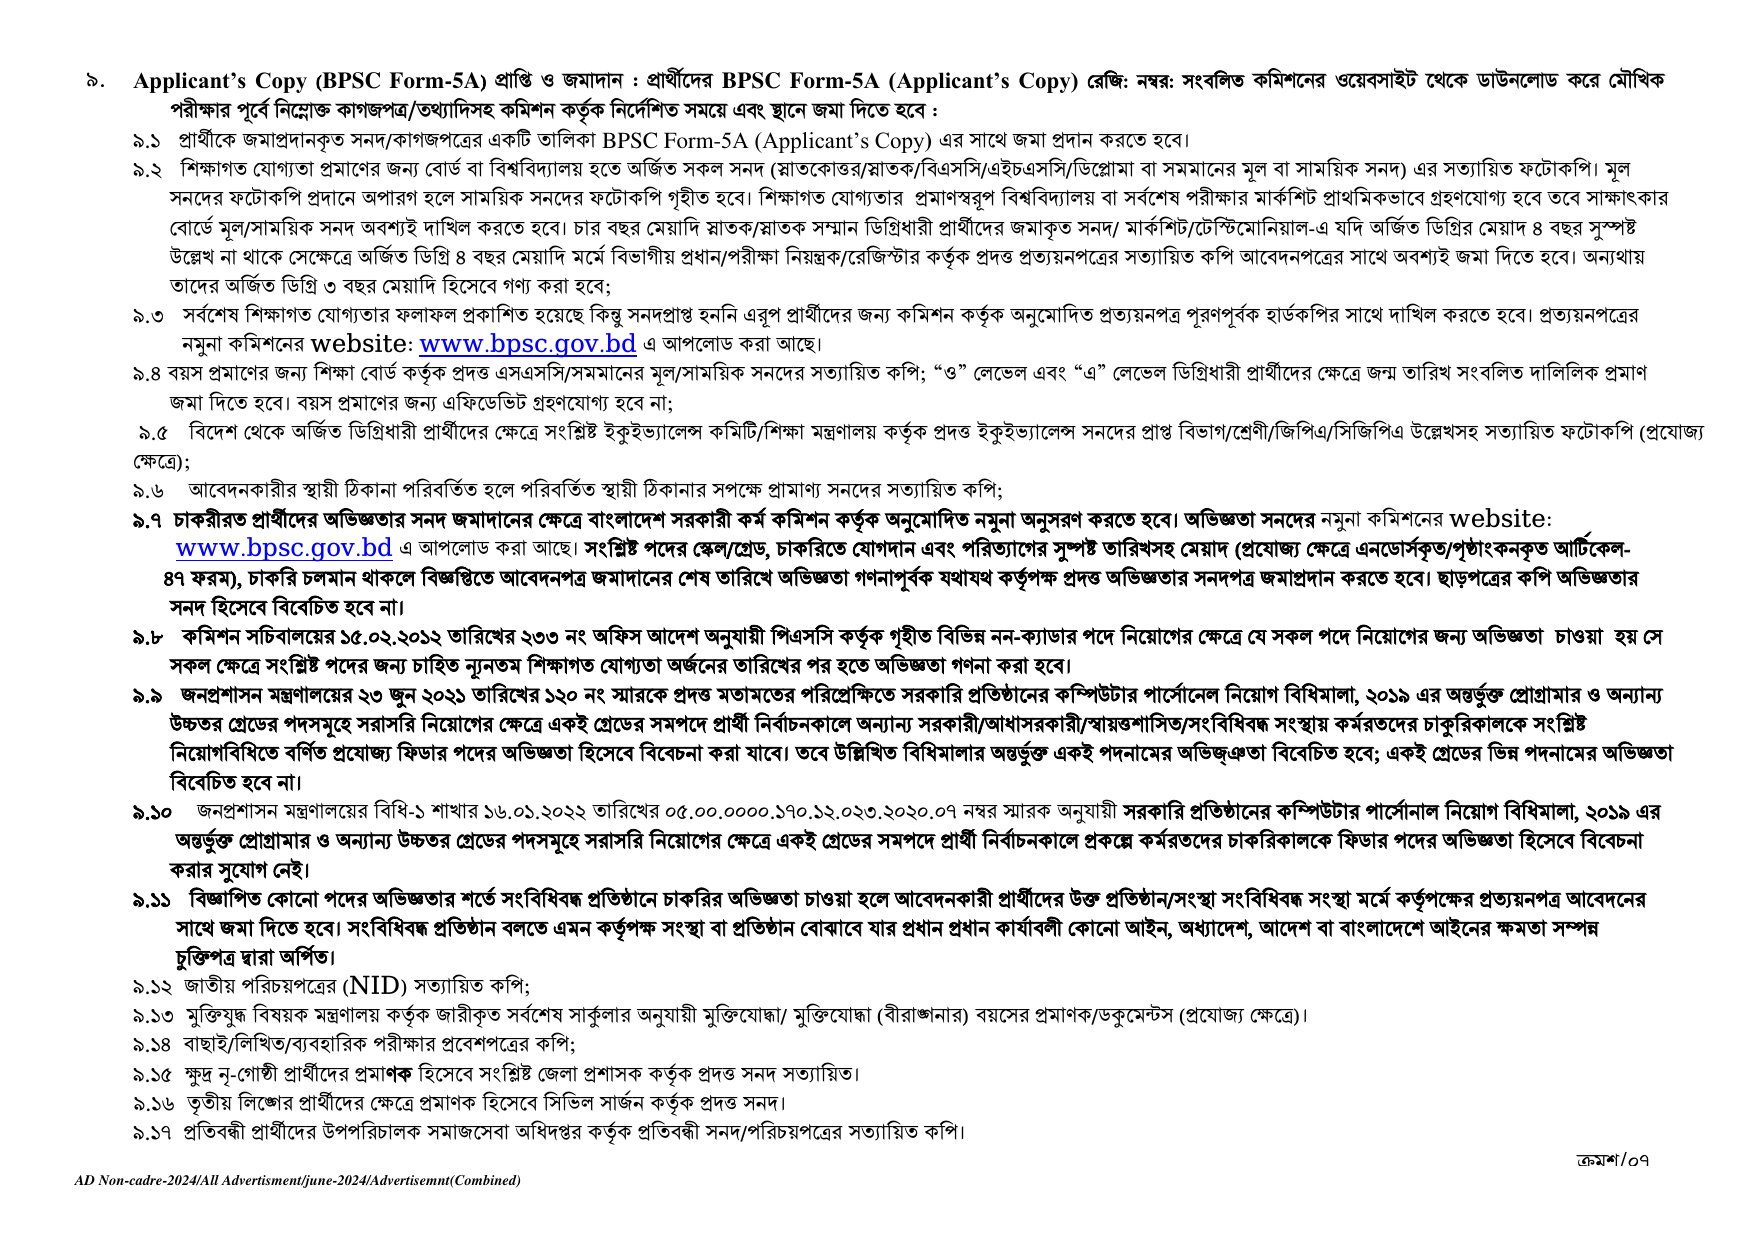 ৯. Applicant’s Copy (BPSC Form-5A) প্রাপ্তি ও জমাদান : প্রার্থীদের BPSC Form-5A (Applicant’s Copy) রেজি: নম্বর: সংবলিত কমিশনের ওয়েবসাইট থেকে ডাউনলোড করে মৌখিক
পরীক্ষার পূর্বে নিম্নোক্ত কাগজপত্র/তথ্যাদিসহ কমিশন কর্তৃক নির্দেশিত সময়ে এবং স্থানে জমা দিতে হবে :
৯.১ প্রার্থীকে জমাপ্রদানকৃত সনদ/কাগজপত্রের একটি তালিকা BPSC Form-5A (Applicant’s Copy) এর সাথে জমা প্রদান করতে হবে।
৯.২ শিক্ষাগত যোগ্যতা প্রমাণের জন্য বোর্ড বা বিশ্ববিদ্যালয় হতে অর্জিত সকল সনদ (স্নাতকোত্তর/স্নাতক/বিএসসি/এইচএসসি/ডিপ্লোমা বা সমমানের মূল বা সাময়িক সনদ) এর সত্যায়িত ফটোকপি। মূল
সনদের ফটোকপি প্রদানে অপারগ হলে সাময়িক সনদের ফটোকপি গৃহীত হবে। শিক্ষাগত যোগ্যতার প্রমাণস্বরূপ বিশ্ববিদ্যালয় বা সর্বশেষ পরীক্ষার মার্কশিট প্রাথমিকভাবে গ্রহণযোগ্য হবে তবে সাক্ষাৎকার
বোর্ডে মূল/সাময়িক সনদ অবশ্যই দাখিল করতে হবে। চার বছর মেয়াদি স্নাতক/স্নাতক সম্মান ডিগ্রিধারী প্রার্থীদের জমাকৃত সনদ/ মার্কশিট/টেস্টিমোনিয়াল-এ যদি অর্জিত ডিগ্রির মেয়াদ ৪ বছর সুস্পষ্ট
উল্লেখ না থাকে সেক্ষেত্রে অর্জিত ডিগ্রি ৪ বছর মেয়াদি মর্মে বিভাগীয় প্রধান/পরীক্ষা নিয়ন্ত্রক/রেজিস্টার কর্তৃক প্রদত্ত প্রত্যয়নপত্রের সত্যায়িত কপি আবেদনপত্রের সাথে অবশ্যই জমা দিতে হবে। অন্যথায়
তাদের অর্জিত ডিগ্রি ৩ বছর মেয়াদি হিসেবে গণ্য করা হবে;
৯.৩ সর্বশেষ শিক্ষাগত যোগ্যতার ফলাফল প্রকাশিত হয়েছে কিন্তু সনদপ্রাপ্ত হননি এরূপ প্রার্থীদের জন্য কমিশন কর্তৃক অনুমোদিত প্রত্যয়নপত্র পূরণপূর্বক হার্ডকপির সাথে দাখিল করতে হবে। প্রত্যয়নপত্রের
নমুনা কমিশনের website: www.bpsc.gov.bd এ আপলোড করা আছে।
৯.৪ বয়স প্রমাণের জন্য শিক্ষা বোর্ড কর্তৃক প্রদত্ত এসএসসি/সমমানের মূল/সাময়িক সনদের সত্যায়িত কপি; “ও” লেভেল এবং “এ” লেভেল ডিগ্রিধারী প্রার্থীদের ক্ষেত্রে জন্ম তারিখ সংবলিত দালিলিক প্রমাণ
জমা দিতে হবে। বয়স প্রমাণের জন্য এফিডেভিট গ্রহণযোগ্য হবে না;
৯.৫ বিদেশ থেকে অর্জিত ডিগ্রিধারী প্রার্থীদের ক্ষেত্রে সংশ্লিষ্ট ইকুইভ্যালেন্স কমিটি/শিক্ষা মন্ত্রণালয় কর্তৃক প্রদত্ত ইকুইভ্যালেন্স সনদের প্রাপ্ত বিভাগ/শ্রেণী/জিপিএ/সিজিপিএ উল্লেখসহ সত্যায়িত ফটোকপি (প্রযোজ্য
ক্ষেত্রে);
৯.৬ আবেদনকারীর স্থায়ী ঠিকানা পরিবর্তিত হলে পরিবর্তিত স্থায়ী ঠিকানার সপক্ষে প্রামাণ্য সনদের সত্যায়িত কপি;
৯.৭ চাকরীরত প্রার্থীদের অভিজ্ঞতার সনদ জমাদানের ক্ষেত্রে বাংলাদেশ সরকারী কর্ম কমিশন কর্তৃক অনুমোদিত নমুনা অনুসরণ করতে হবে। অভিজ্ঞতা সনদের নমুনা কমিশনের website:
www.bpsc.gov.bd এ আপলোড করা আছে। সংশ্লিষ্ট পদের স্কেল/গ্রেড, চাকরিতে যোগদান এবং পরিত্যাগের সুষ্পষ্ট তারিখসহ মেয়াদ (প্রযোজ্য ক্ষেত্রে এনডোর্সকৃত/পৃষ্ঠাংকনকৃত আর্টিকেল-
৪৭ ফরম), চাকরি চলমান থাকলে বিজ্ঞপ্তিতে আবেদনপত্র জমাদানের শেষ তারিখে অভিজ্ঞতা গণনাপূর্বক যথাযথ কর্তৃপক্ষ প্রদত্ত অভিজ্ঞতার সনদপত্র জমাপ্রদান করতে হবে। ছাড়পত্রের কপি অভিজ্ঞতার
সনদ হিসেবে বিবেচিত হবে না।
৯.৮ কমিশন সচিবালয়ের ১৫.০২.২০১২ তারিখের ২৩৩ নং অফিস আদেশ অনুযায়ী পিএসসি কর্তৃক গৃহীত বিভিন্ন নন-ক্যাডার পদে নিয়োগের ক্ষেত্রে যে সকল পদে নিয়োগের জন্য অভিজ্ঞতা চাওয়া হয় সে
সকল ক্ষেত্রে সংশ্লিষ্ট পদের জন্য চাহিত ন্যূনতম শিক্ষাগত যোগ্যতা অর্জনের তারিখের পর হতে অভিজ্ঞতা গণনা করা হবে।
৯.৯ জনপ্রশাসন মন্ত্রণালয়ের ২৩ জুন ২০২১ তারিখের ১২০ নং স্মারকে প্রদত্ত মতামতের পরিপ্রেক্ষিতে সরকারি প্রতিষ্ঠানের কম্পিউটার পার্সোনেল নিয়োগ বিধিমালা, ২০১৯ এর অন্তর্ভুক্ত প্রোগ্রামার ও অন্যান্য
উচ্চতর গ্রেডের পদসমূহে সরাসরি নিয়োগের ক্ষেত্রে একই গ্রেডের সমপদে প্রার্থী নির্বাচনকালে অন্যান্য সরকারী/আধাসরকারী/স্বায়ত্তশাসিত/সংবিধিবদ্ধ সংস্থায় কর্মরতদের চাকুরিকালকে সংশ্লিষ্ট
নিয়োগবিধিতে বর্ণিত প্রযোজ্য ফিডার পদের অভিজ্ঞতা হিসেবে বিবেচনা করা যাবে। তবে উল্লিখিত বিধিমালার অন্তর্ভুক্ত একই পদনামের অভিজ্ঞতা বিবেচিত হবে; একই গ্রেডের ভিন্ন পদনামের অভিজ্ঞতা
বিবেচিত হবে না।
৯.১০ জনপ্রশাসন মন্ত্রণালয়ের বিধি-১ শাখার ১৬.০১.২০২২ তারিখের ০৫.০০.০০০০.১৭০.১২.০২৩.২০২০.০৭ নম্বর স্মারক অনুযায়ী সরকারি প্রতিষ্ঠানের কম্পিউটার পার্সোনাল নিয়োগ বিধিমালা, ২০১৯ এর
অন্তর্ভুক্ত প্রোগ্রামার ও অন্যান্য উচ্চতর গ্রেডের পদসমূহে সরাসরি নিয়োগের ক্ষেত্রে একই গ্রেডের সমপদে প্রার্থী নির্বাচনকালে প্রকল্পে কর্মরতদের চাকরিকালকে ফিডার পদের অভিজ্ঞতা হিসেবে বিবেচনা
করার সুযোগ নেই।
৯.১১ বিজ্ঞাপিত কোনো পদের অভিজ্ঞতার শর্তে সংবিধিবদ্ধ প্রতিষ্ঠানে চাকরির অভিজ্ঞতা চাওয়া হলে আবেদনকারী প্রার্থীদের উক্ত প্রতিষ্ঠান/সংস্থা সংবিধিবদ্ধ সংস্থা মর্মে কর্তৃপক্ষের প্রত্যয়নপত্র আবেদনের
সাথে জমা দিতে হবে। সংবিধিবদ্ধ প্রতিষ্ঠান বলতে এমন কর্তৃপক্ষ সংস্থা বা প্রতিষ্ঠান বোঝাবে যার প্রধান প্রধান কার্যাবলী কোনো আইন, অধ্যাদেশ, আদেশ বা বাংলাদেশে আইনের ক্ষমতা সম্পন্ন
চুক্তিপত্র দ্বারা অর্পিত।
৯.১২ জাতীয় পরিচয়পত্রের (NID) সত্যায়িত কপি;
৯.১৩ মুক্তিযুদ্ধ বিষয়ক মন্ত্রণালয় কর্তৃক জারীকৃত সর্বশেষ সার্কুলার অনুযায়ী মুক্তিযোদ্ধা/ মুক্তিযোদ্ধা (বীরাঙ্গনার) বয়সের প্রমাণক/ডকুমেন্টস (প্রযোজ্য ক্ষেত্রে)।
৯.১৪ বাছাই/লিখিত/ব্যবহারিক পরীক্ষার প্রবেশপত্রের কপি;
৯.১৫ ক্ষুদ্র নৃ-গোষ্ঠী প্রার্থীদের প্রমাণক হিসেবে সংশ্লিষ্ট জেলা প্রশাসক কর্তৃক প্রদত্ত সনদ সত্যায়িত।
৯.১৬ তৃতীয় লিঙ্গের প্রার্থীদের ক্ষেত্রে প্রমাণক হিসেবে সিভিল সার্জন কর্তৃক প্রদত্ত সনদ।
৯.১৭ প্রতিবন্ধী প্রার্থীদের উপপরিচালক সমাজসেবা অধিদপ্তর কর্তৃক প্রতিবন্ধী সনদ/পরিচয়পত্রের সত্যায়িত কপি।
ক্রমশ/০৭
AD Non-cadre-2024/All Advertisment/june-2024/Advertisemnt(Combined)